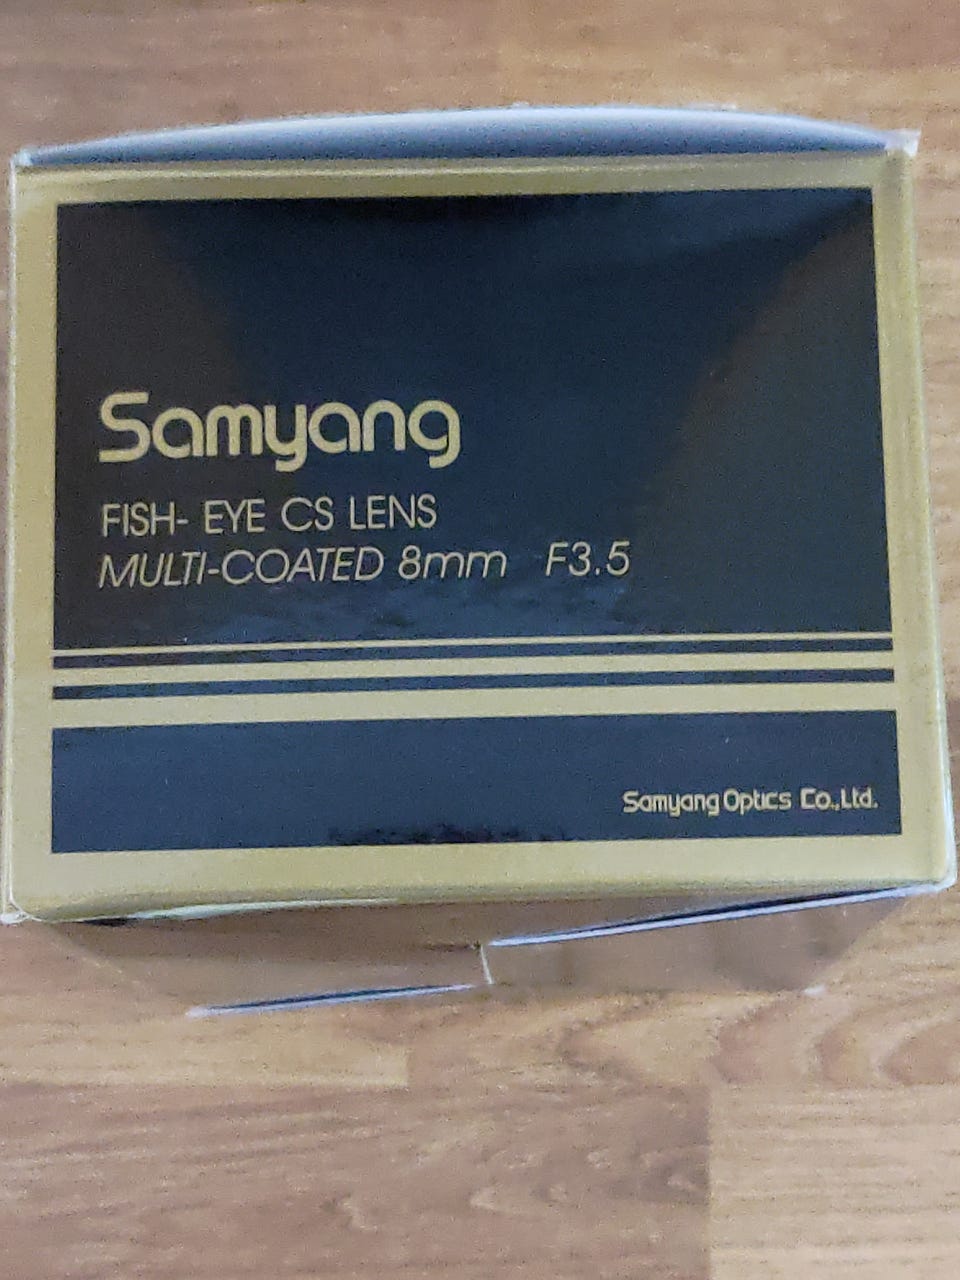 Samyang
FISH- EYE CS LENS
MULTI-COATED 8mm F3.5
Samyang Optics Co.,Ltd.